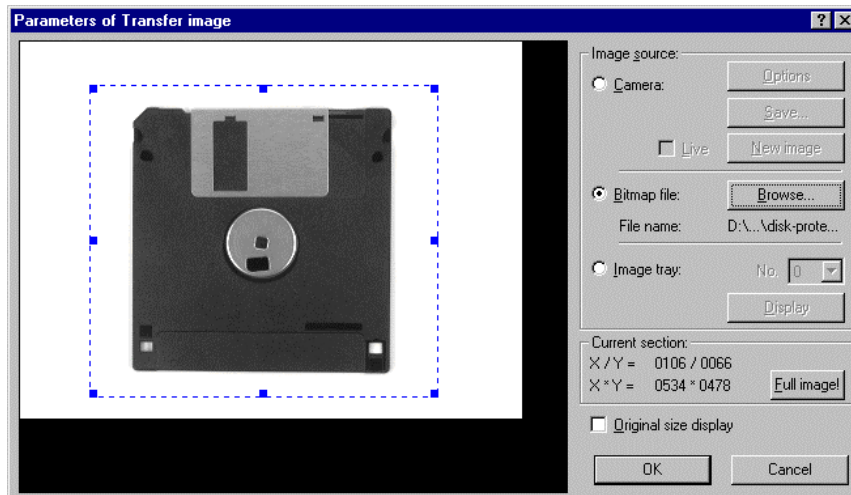 Parameters of Transfer image
Image source:
Camera:
Options
Save...
Live
New image
Bitmap file:
Browse...
File name:
D:\...\disk-prote...
Image tray:
No.
0
Display
Current section:
X / Y = 0106 / 0066
X * Y = 0534 * 0478
Full image!
Original size display
OK
Cancel